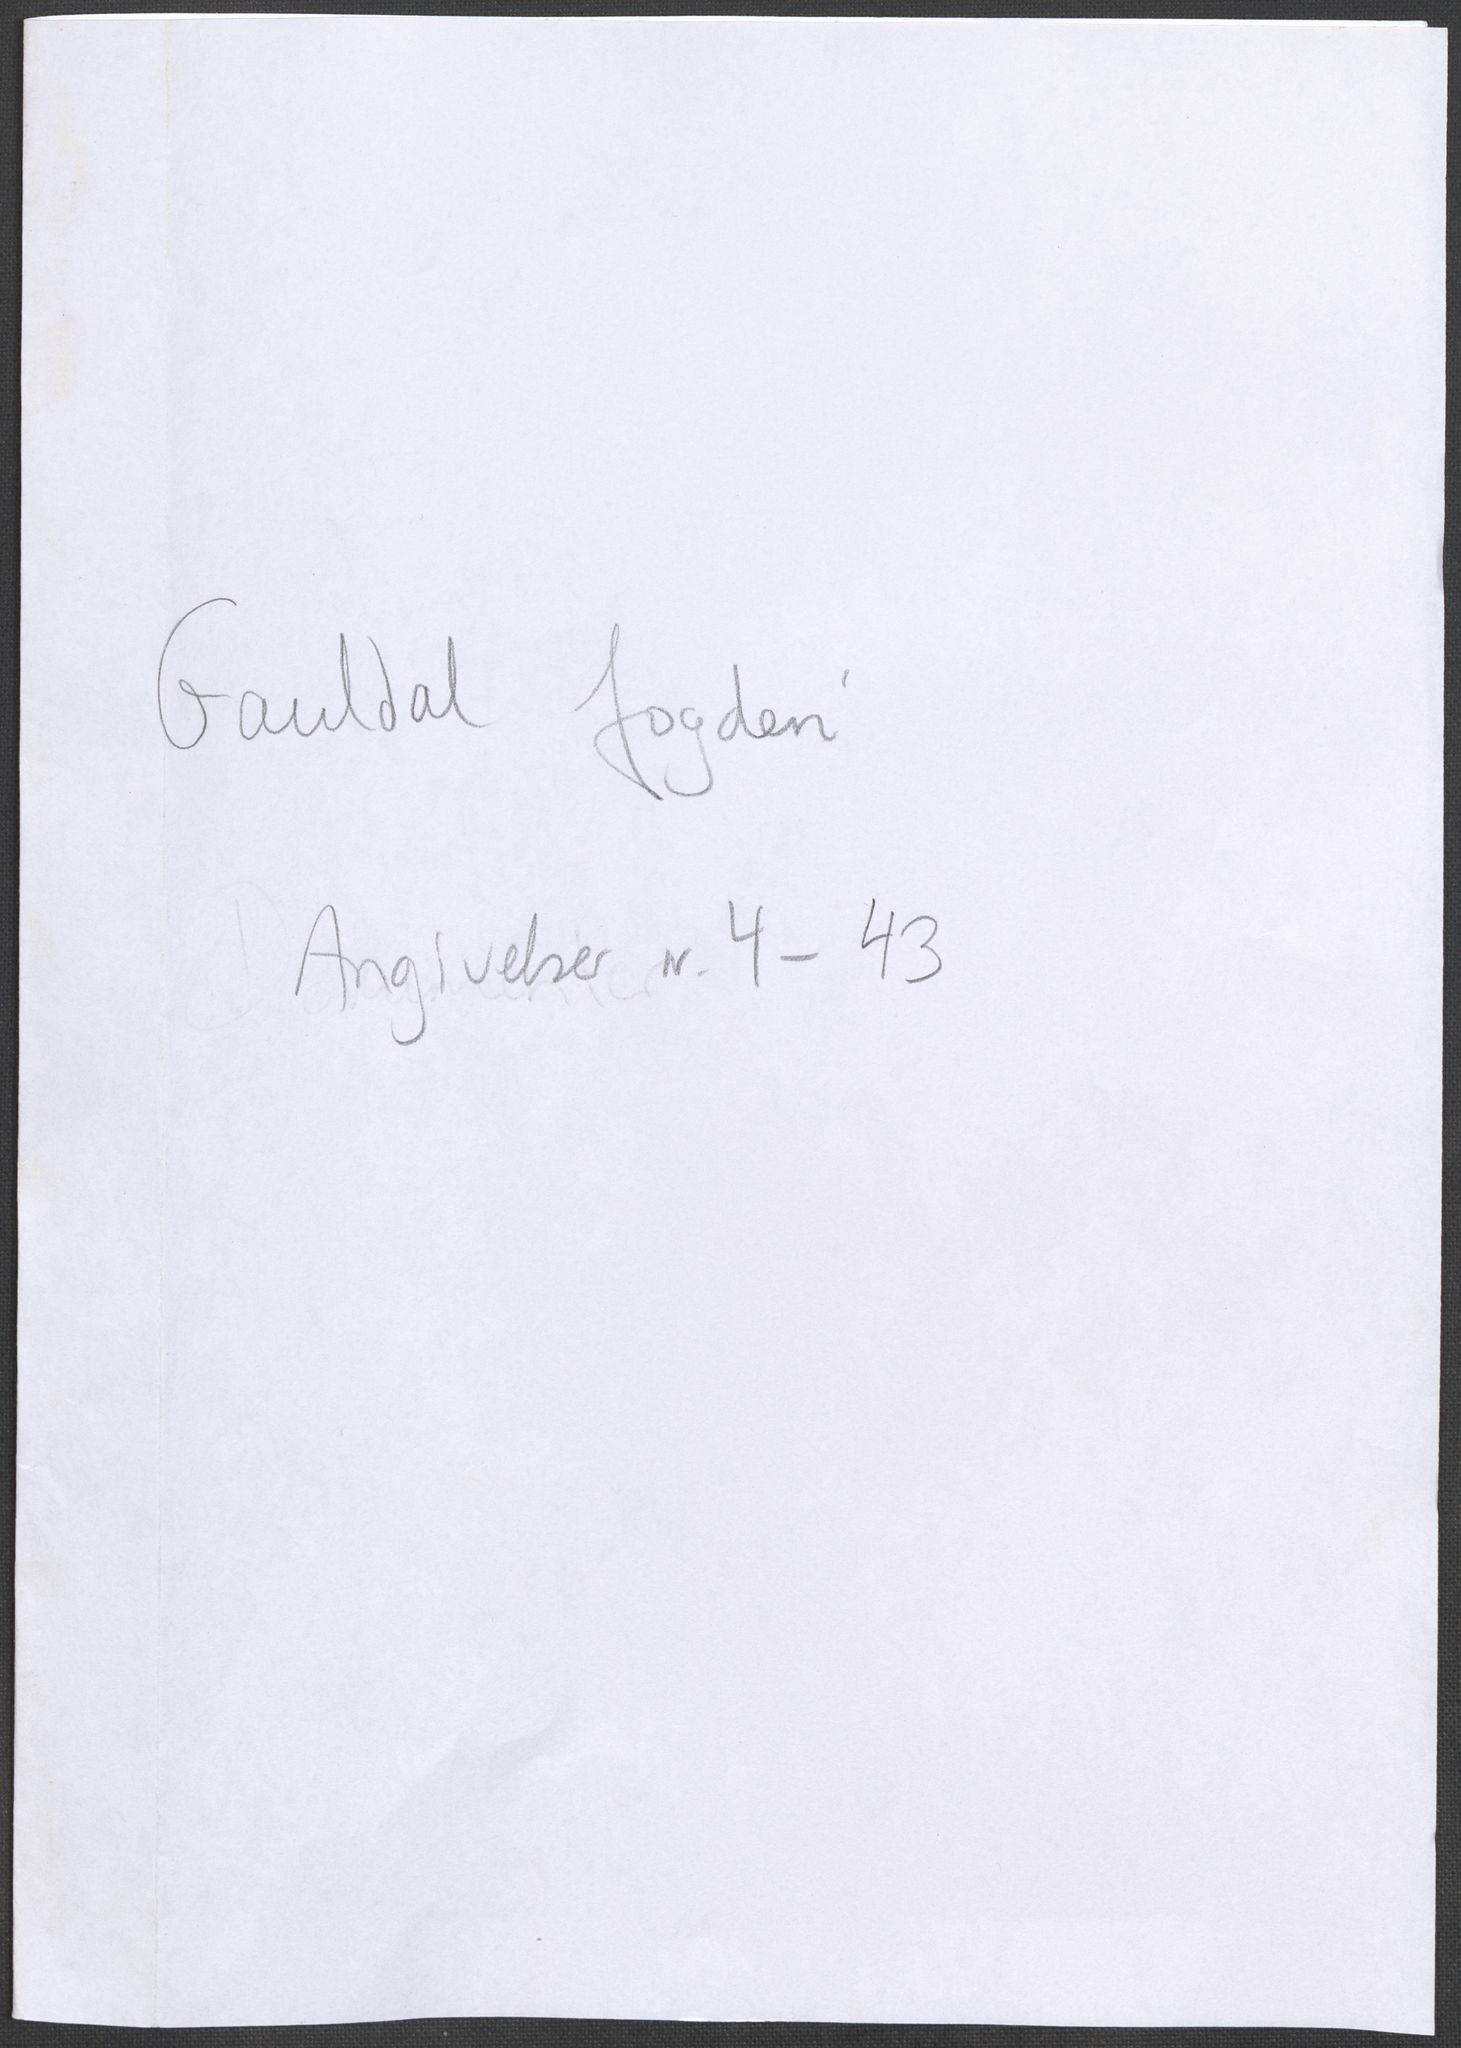 Gauldal fogderi
Angivelser nr. 4 - 43